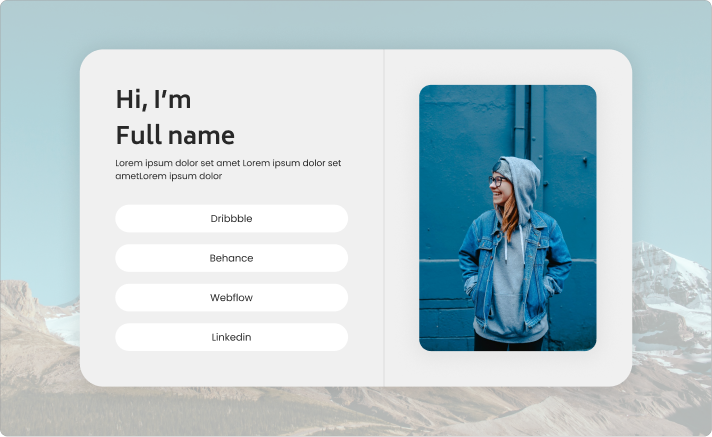 Hi, I’m
Full name
Lorem ipsum dolor set amet Lorem ipsum dolor set
ametLorem ipsum dolor
Dribbble
Behance
Webflow
Linkedin